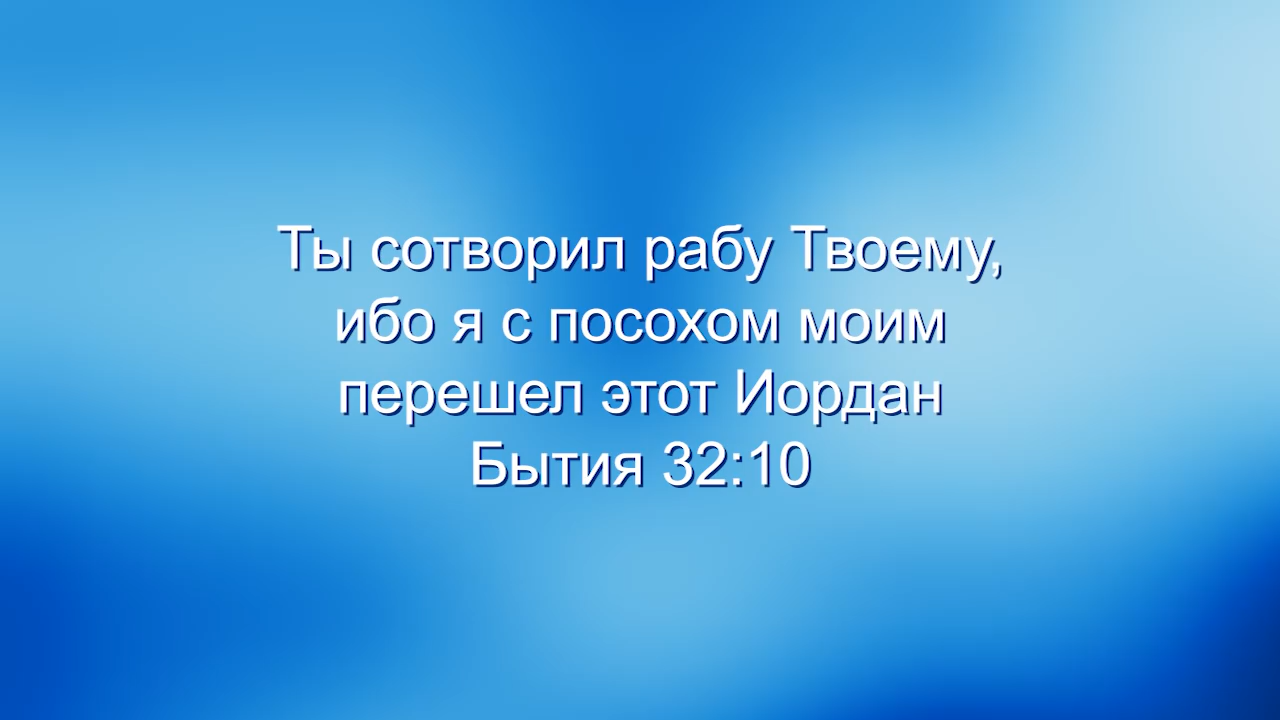 Ты сотворил рабу Твоему,
ибо я с посохом моим
перешел этот Иордан
Бытия 32:10